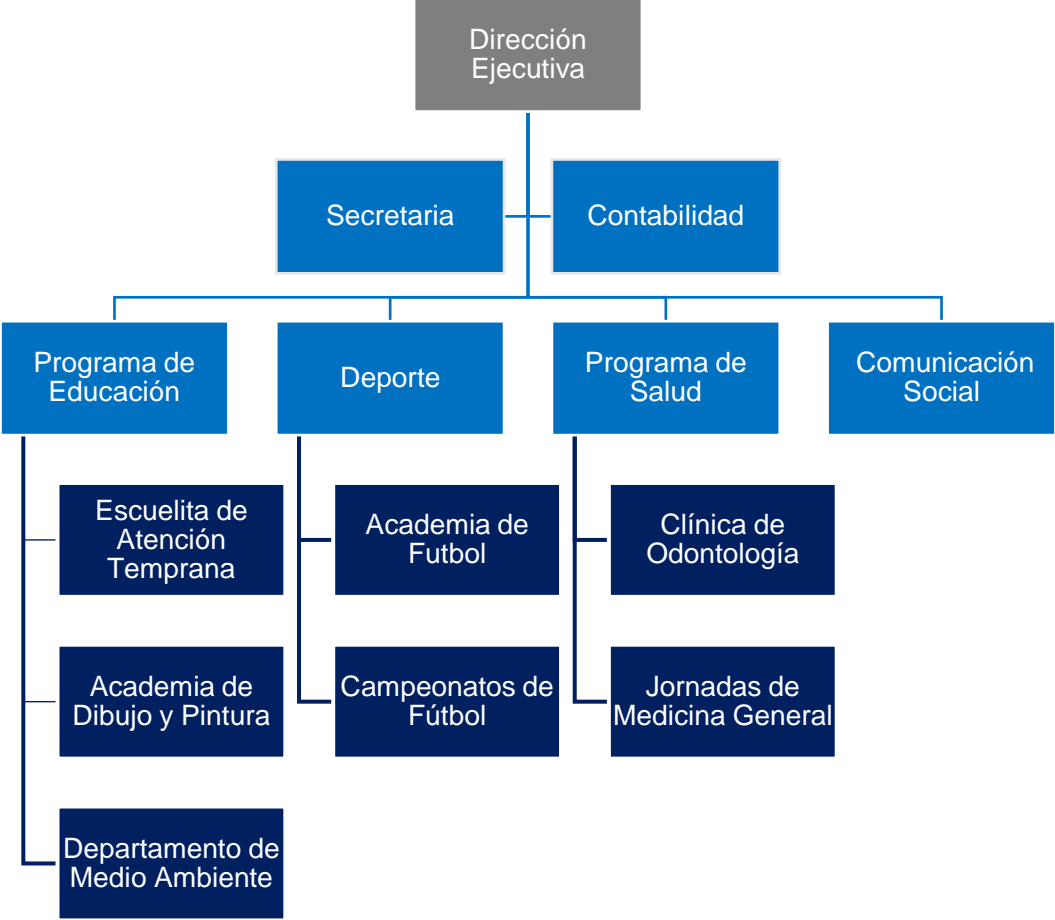 Dirección
Ejecutiva
Secretaria
Contabilidad
Programa de
Educación
Deporte
Programa de
Salud
Comunicación
Social
Escuelita de
Atención
Temprana
Academia de
Futbol
Clínica de
Odontología
Academia de
Dibujo y Pintura
Campeonatos de
Fútbol
Jornadas de
Medicina General
Departamento de
Medio Ambiente